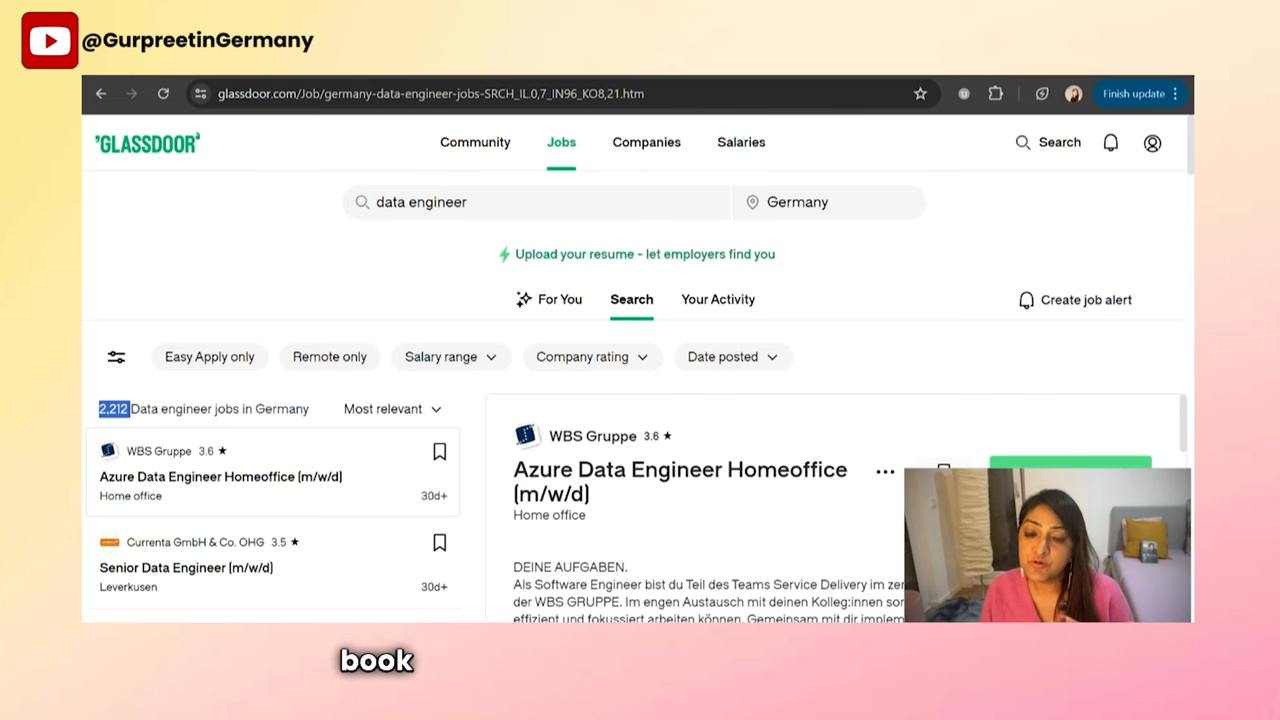 @GurpreetinGermany
glassdoor.com/Job/germany-data-engineer-jobs-SRCH_IL.0,7_IN96_KO8,21.htm
Finish update
GLASSDOOR
Community Jobs Companies Salaries
Search
data engineer
Germany
Upload your resume - let employers find you
For You Search Your Activity
Create job alert
Easy Apply only Remote only Salary range Company rating Date posted
2,212 Data engineer jobs in Germany
Most relevant
WBS Gruppe 3.6 ★
Azure Data Engineer Homeoffice (m/w/d)
Home office 30d+
Currenta GmbH & Co. OHG 3.5 ★
Senior Data Engineer (m/w/d)
Leverkusen 30d+
WBS Gruppe 3.6 ★
Azure Data Engineer Homeoffice
(m/w/d)
Home office
DEINE AUFGABEN.
Als Software Engineer bist du Teil des Teams Service Delivery im
der WBS GRUPPE. Im engen Austausch mit deinen Kolleg:innen
effizient und fokussiert arbeiten können. Gemeinsam mit dir
book